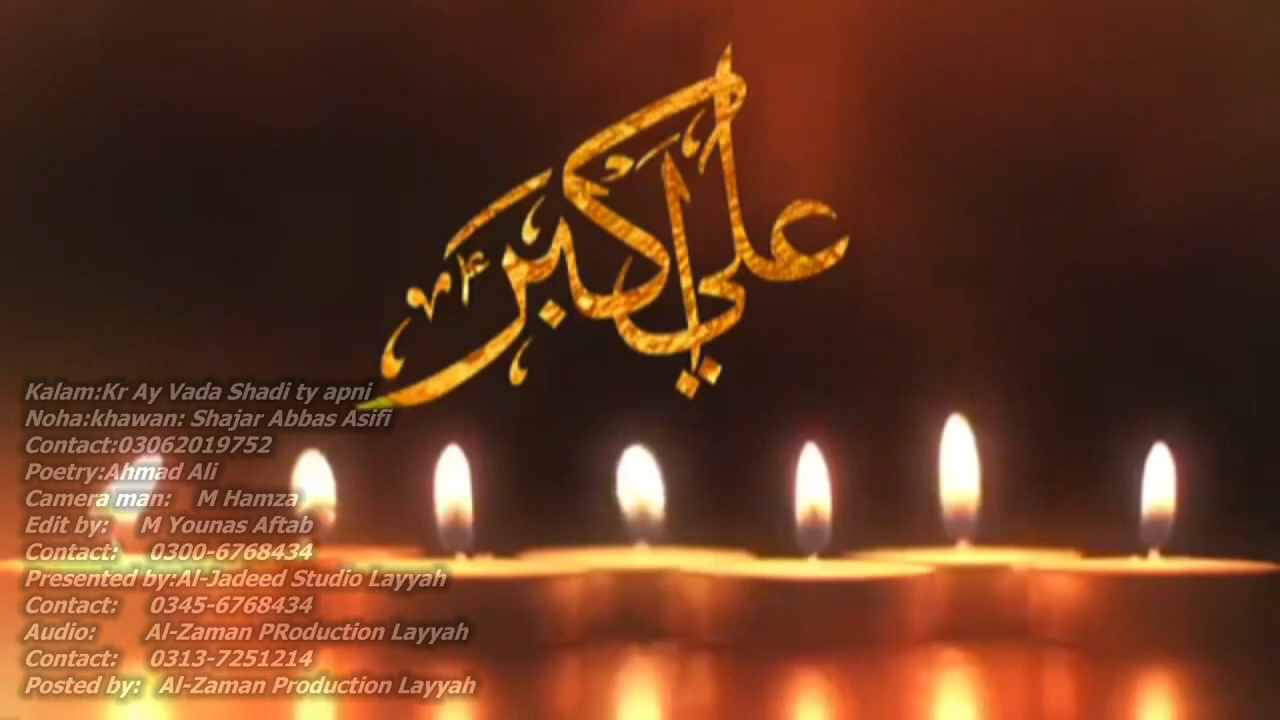 علي اكبر
Kalam:Kr Ay Vada Shadi ty apni
Noha:khawan: Shajar Abbas Asifi
Contact:03062019752
Poetry:Ahmad Ali
Camera man: M Hamza
Edit by: M Younas Aftab
Contact: 0300-6768434
Presented by:Al-Jadeed Studio Layyah
Contact: 0345-6768434
Audio: Al-Zaman PRoduction Layyah
Contact: 0313-7251214
Posted by: Al-Zaman Production Layyah